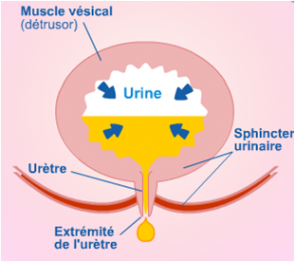 Muscle vésical
(détrusor)
Urine
Sphincter
urinaire
Urètre
Extrémité
de l'urètre